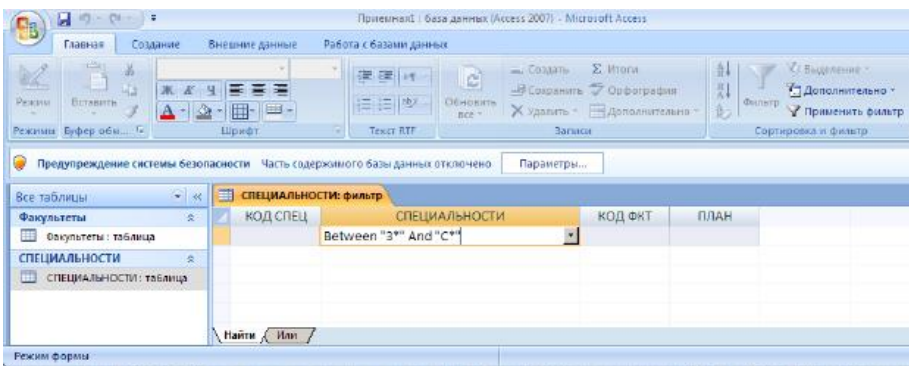 Приемная1 : база данных (Access 2007) - Microsoft Access
Главная Создание Внешние данные Работа с базами данных
Режим Вставить Ж К Ч Обновить все Создать Сохранить Удалить Итоги Орфография Дополнительно Фильтр Выделение Дополнительно Применить фильтр
Режимы Буфер обм... Шрифт Текст RTF Записи Сортировка и фильтр
Предупреждение системы безопасности Часть содержимого базы данных отключено Параметры...
Все таблицы
СПЕЦИАЛЬНОСТИ: фильтр
Факультеты
КОД СПЕЦ СПЕЦИАЛЬНОСТИ КОД ФКТ ПЛАН
Факультеты : таблица
Between "З*" And "С*"
СПЕЦИАЛЬНОСТИ
СПЕЦИАЛЬНОСТИ : таблица
Найти Или
Режим формы